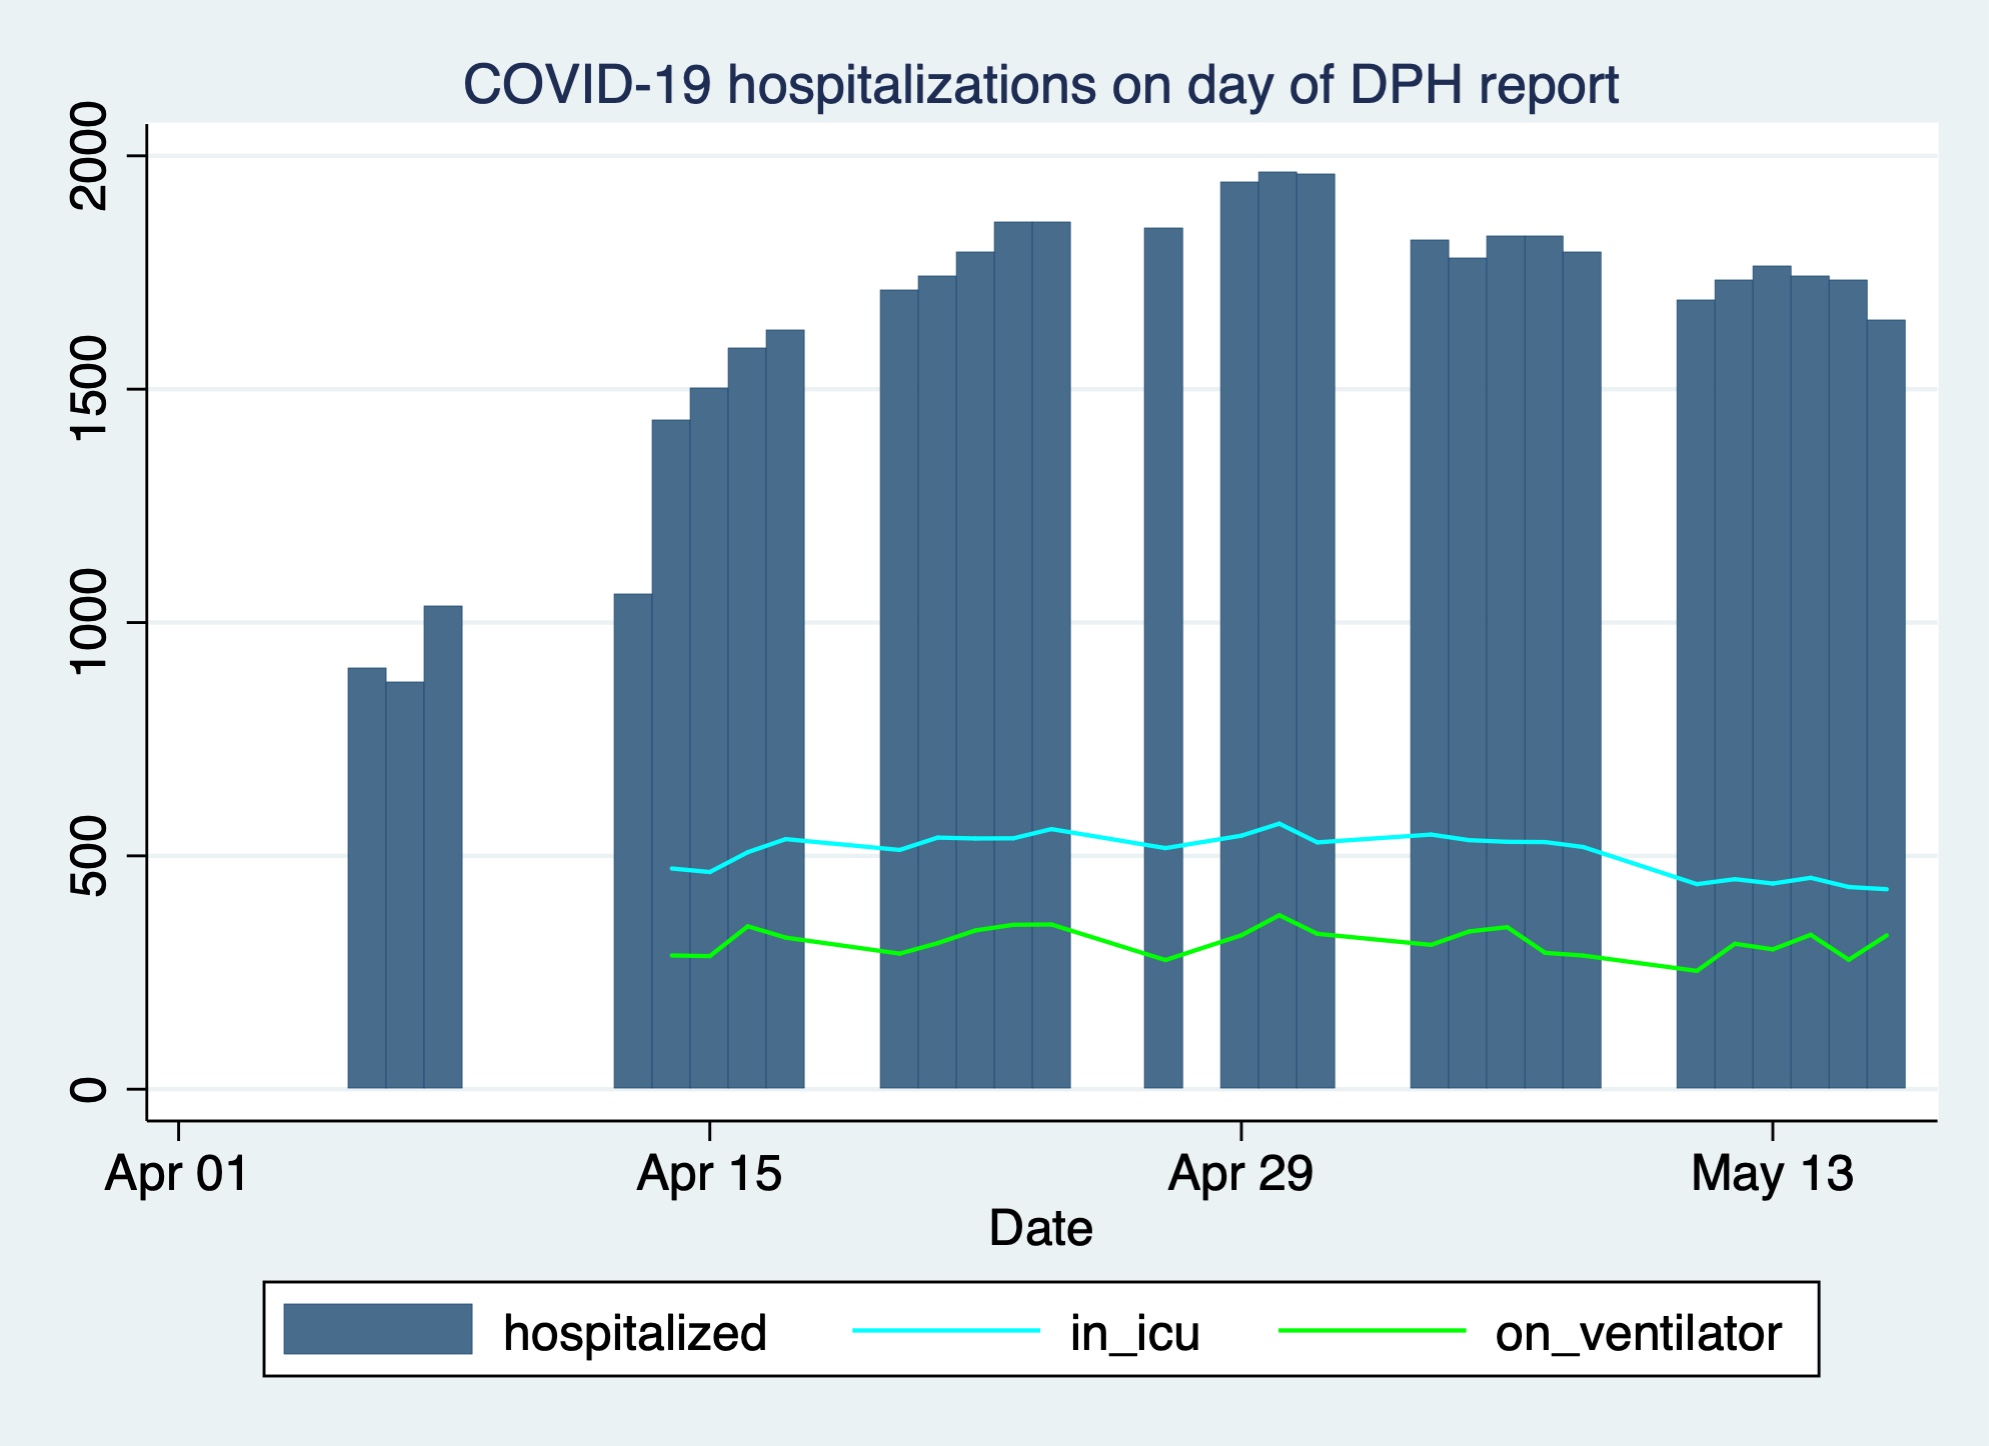 COVID-19 hospitalizations on day of DPH report
2000
1500
1000
500
0
Apr 01 Apr 15 Apr 29 May 13
Date
hospitalized in_icu on_ventilator